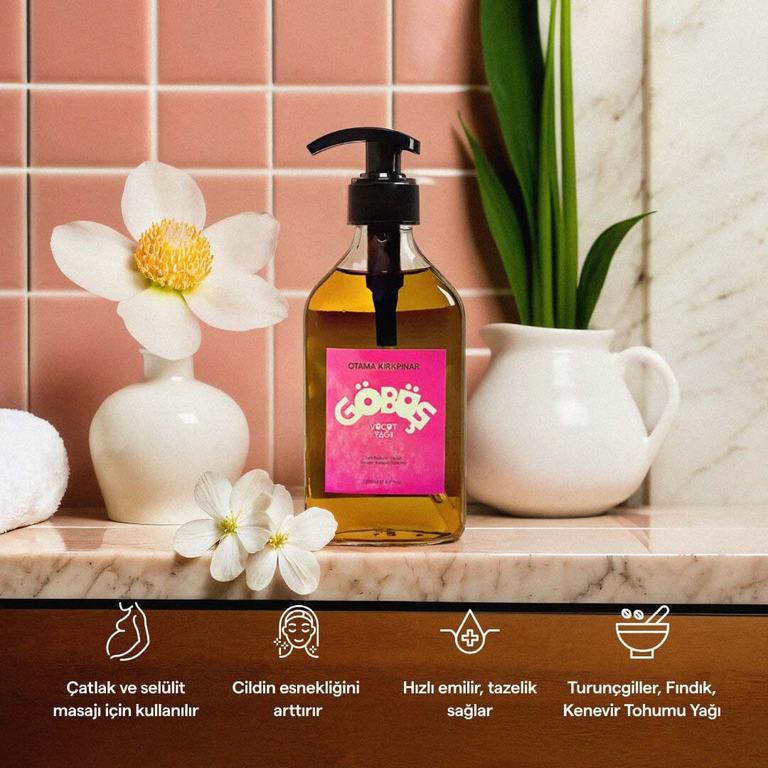 OTAMA KIRKPINAR
GÖBÜŞ
VÜCUT
YAĞI
Çatlak ve selülit
masajı için kullanılır
Cildin esnekliğini
arttırır
Hızlı emilir, tazelik
sağlar
Turunçgiller, Fındık,
Kenevir Tohumu Yağı